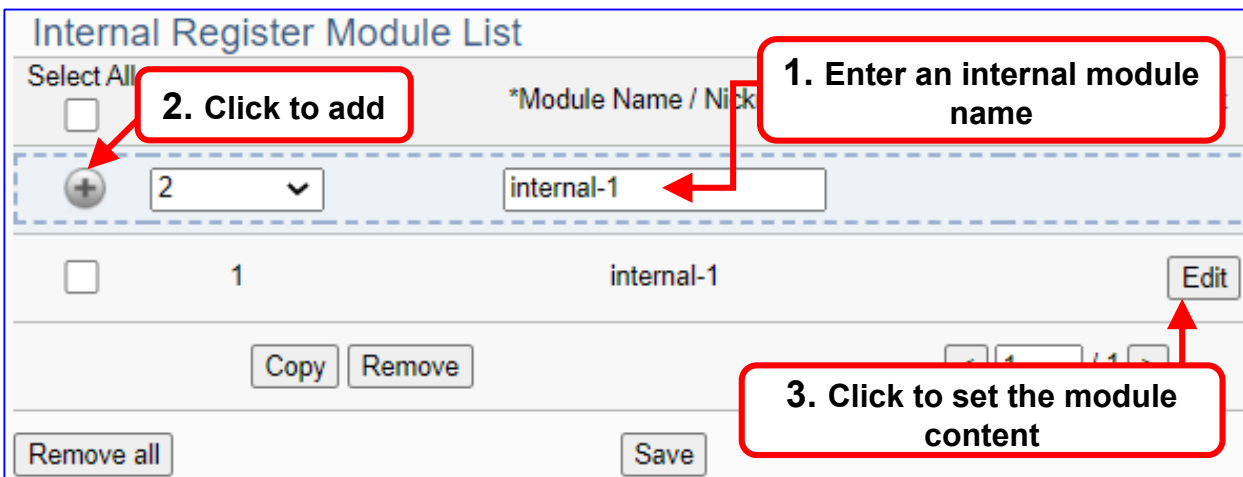 Internal Register Module List
Select All
*Module Name / Nick
1. Enter an internal module
name
2. Click to add
2
internal-1
1
internal-1
Edit
Copy
Remove
1
/ 1
3. Click to set the module
content
Remove all
Save